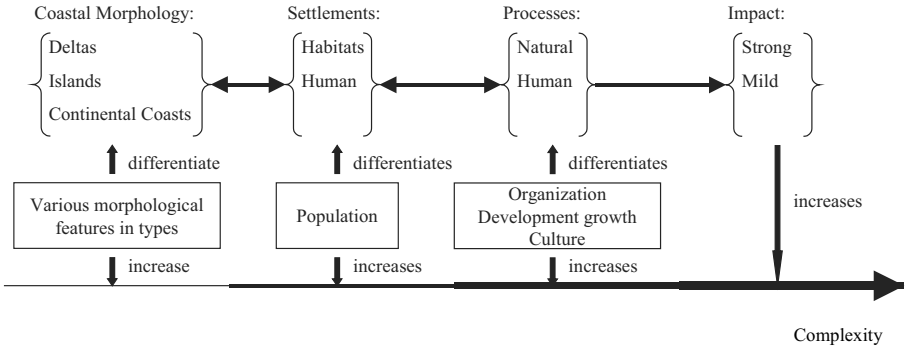 Coastal Morphology:
Settlements:
Processes:
Impact:
Deltas
Islands
Continental Coasts
Habitats
Human
Natural
Human
Strong
Mild
differentiate
differentiates
differentiates
Various morphological
features in types
Population
Organization
Development growth
Culture
increases
increase
increases
increases
Complexity